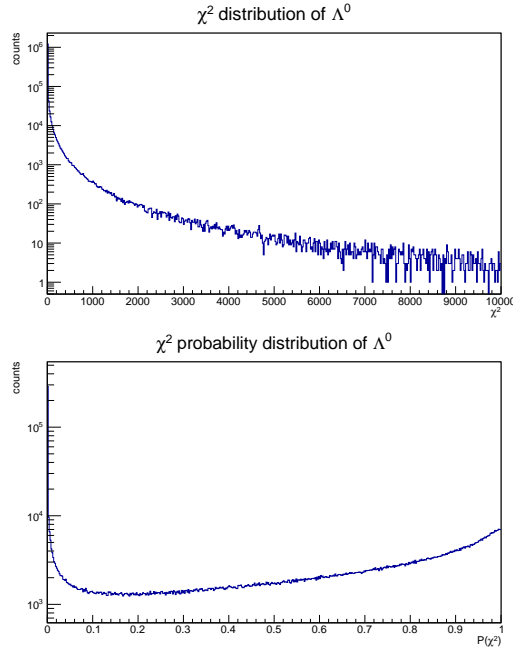 χ² distribution of Λ⁰
counts
10⁶
10⁵
10⁴
10³
10²
10
1
0 1000 2000 3000 4000 5000 6000 7000 8000 9000 10000
χ²
χ² probability distribution of Λ⁰
counts
10⁵
10⁴
10³
0 0.1 0.2 0.3 0.4 0.5 0.6 0.7 0.8 0.9 1
P(χ²)